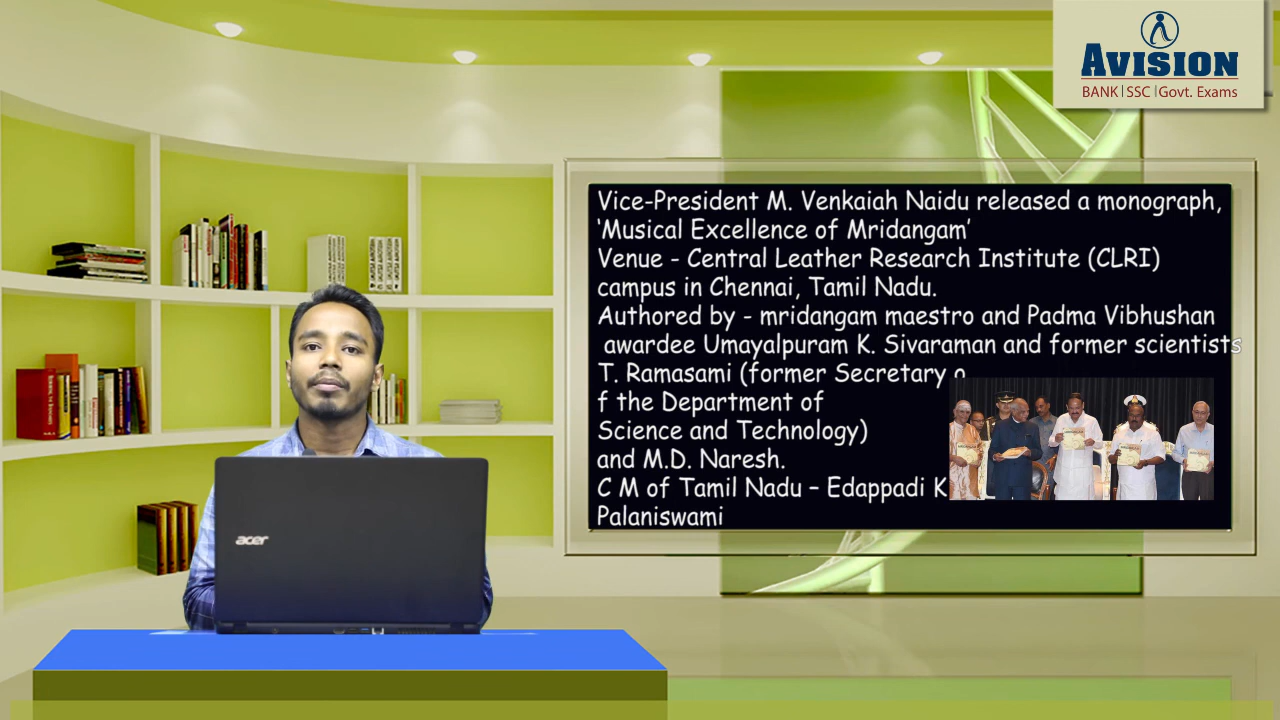 AVISION
BANK | SSC | Govt. Exams
Vice-President M. Venkaiah Naidu released a monograph,
‘Musical Excellence of Mridangam’
Venue - Central Leather Research Institute (CLRI)
campus in Chennai, Tamil Nadu.
Authored by - mridangam maestro and Padma Vibhushan
awardee Umayalpuram K. Sivaraman and former scientists
T. Ramasami (former Secretary o
f the Department of
Science and Technology)
and M.D. Naresh.
C M of Tamil Nadu – Edappadi K
Palaniswami
acer